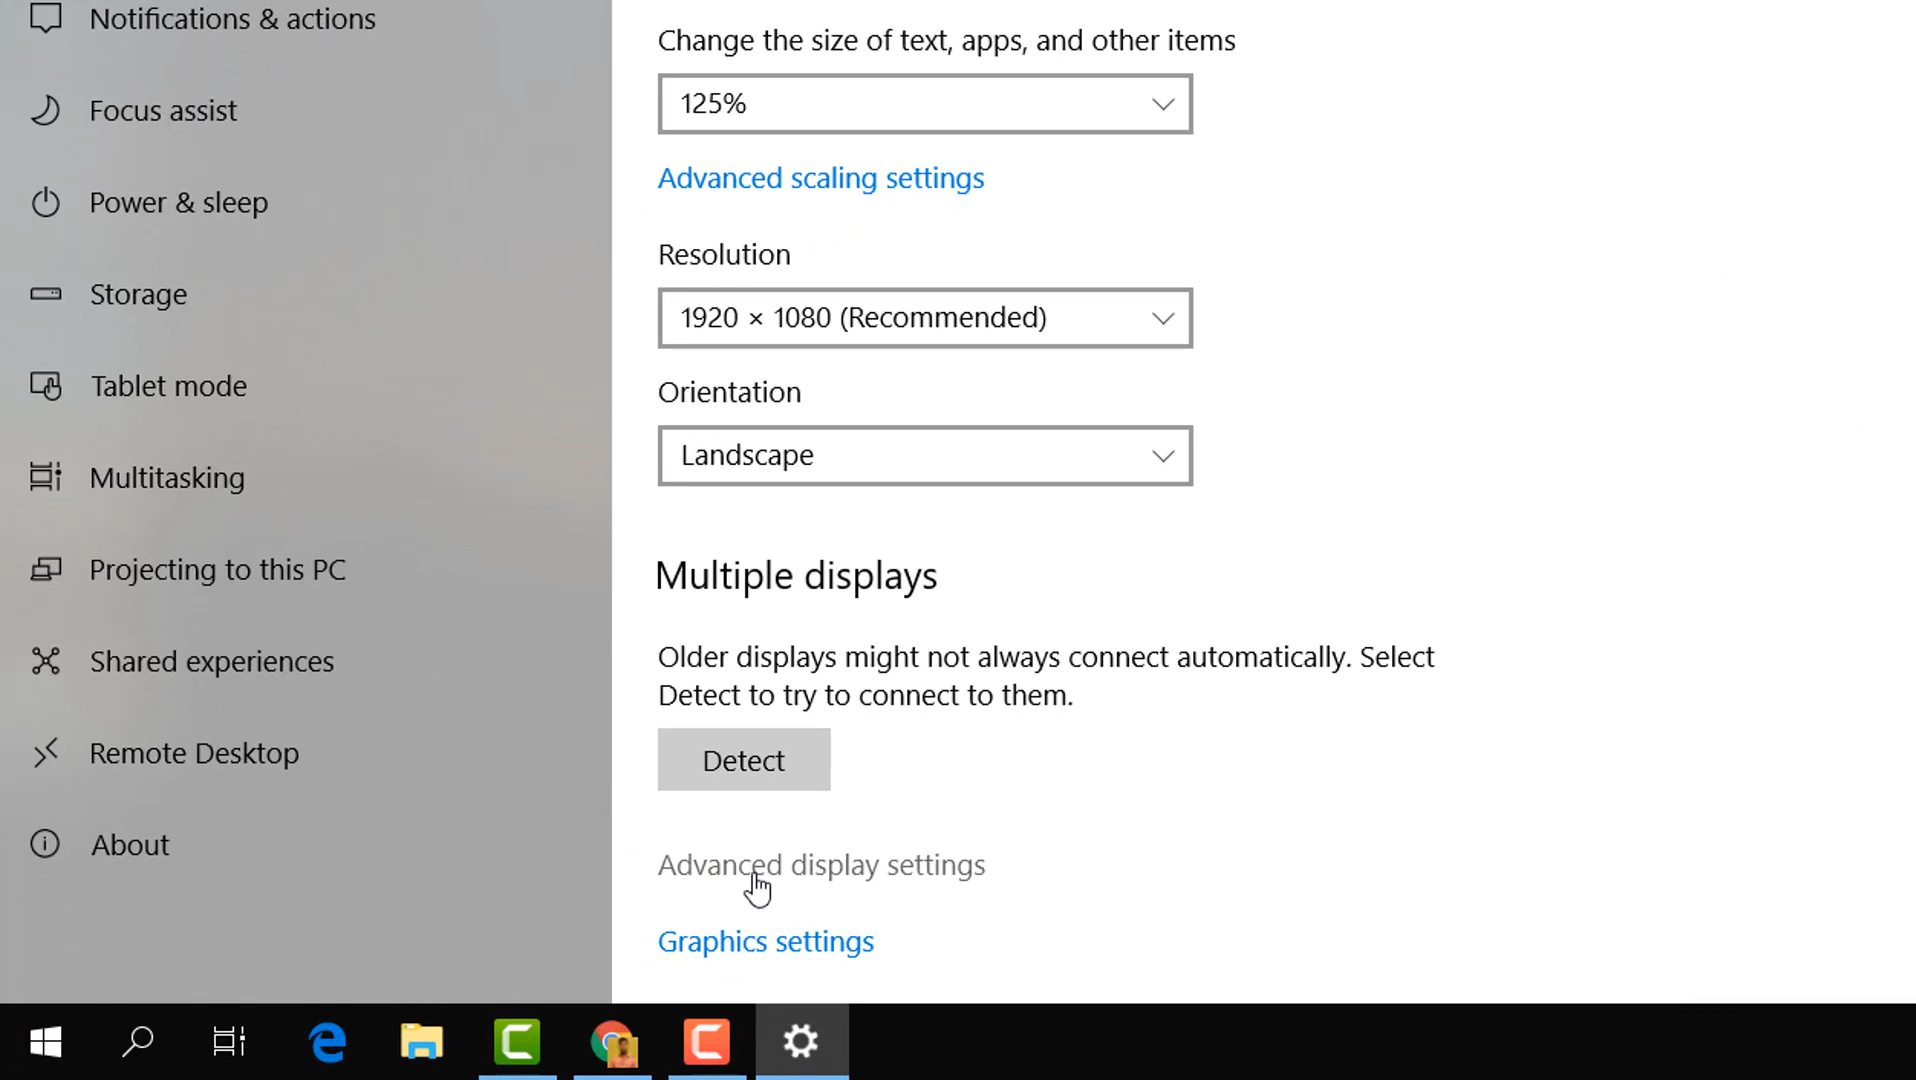 Notifications & actions
Focus assist
Power & sleep
Storage
Tablet mode
Multitasking
Projecting to this PC
Shared experiences
Remote Desktop
About
Change the size of text, apps, and other items
125%
Advanced scaling settings
Resolution
1920 × 1080 (Recommended)
Orientation
Landscape
Multiple displays
Older displays might not always connect automatically. Select
Detect to try to connect to them.
Detect
Advanced display settings
Graphics settings